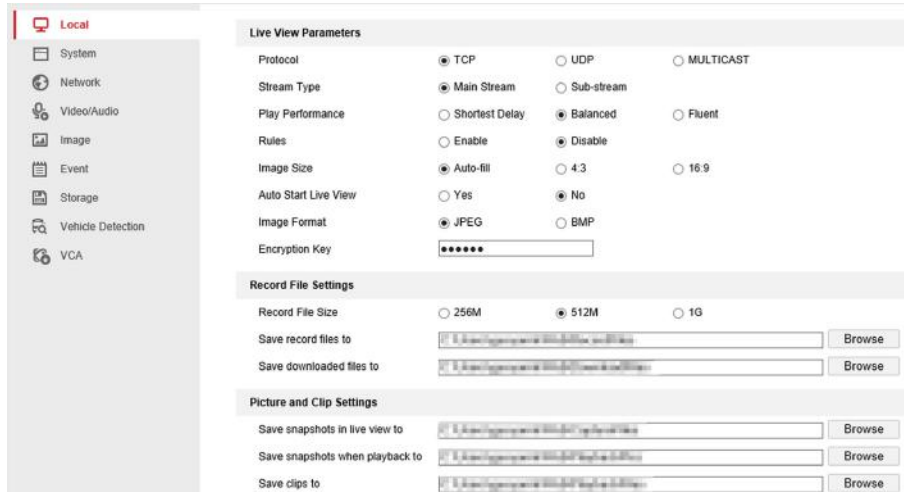 Local
System
Network
Video/Audio
Image
Event
Storage
Vehicle Detection
VCA
Live View Parameters
Protocol TCP UDP MULTICAST
Stream Type Main Stream Sub-stream
Play Performance Shortest Delay Balanced Fluent
Rules Enable Disable
Image Size Auto-fill 4:3 16:9
Auto Start Live View Yes No
Image Format JPEG BMP
Encryption Key ●●●●●●
Record File Settings
Record File Size 256M 512M 1G
Save record files to Browse
Save downloaded files to Browse
Picture and Clip Settings
Save snapshots in live view to Browse
Save snapshots when playback to Browse
Save clips to Browse